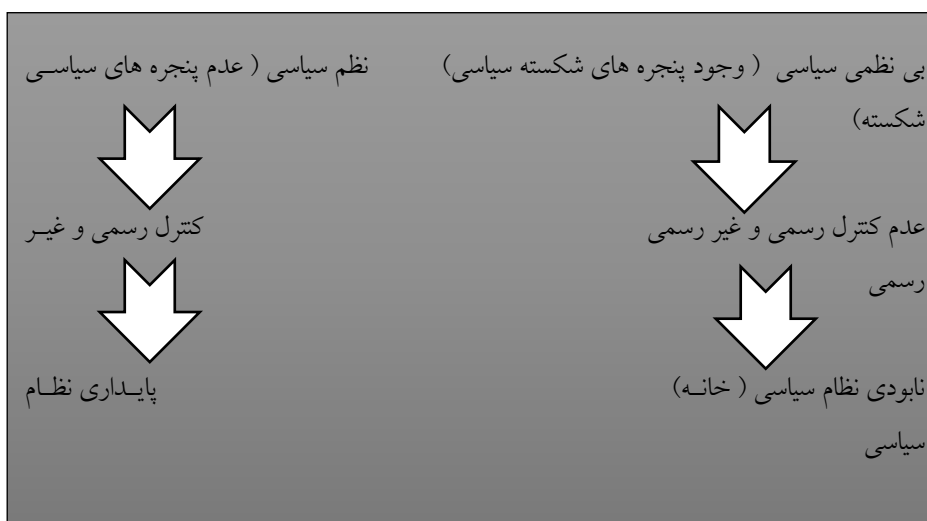 بی نظمی سیاسی ( وجود پنجره های شکسته سیاسی) نظم سیاسی ( عدم پنجره های سیاسـی
شکسته)
عدم کنترل رسمی و غیر رسمی کنترل رسمی و غیـر
رسمی
نابودی نظام سیاسی ( خانـه) پایـداری نظـام
سیاسی